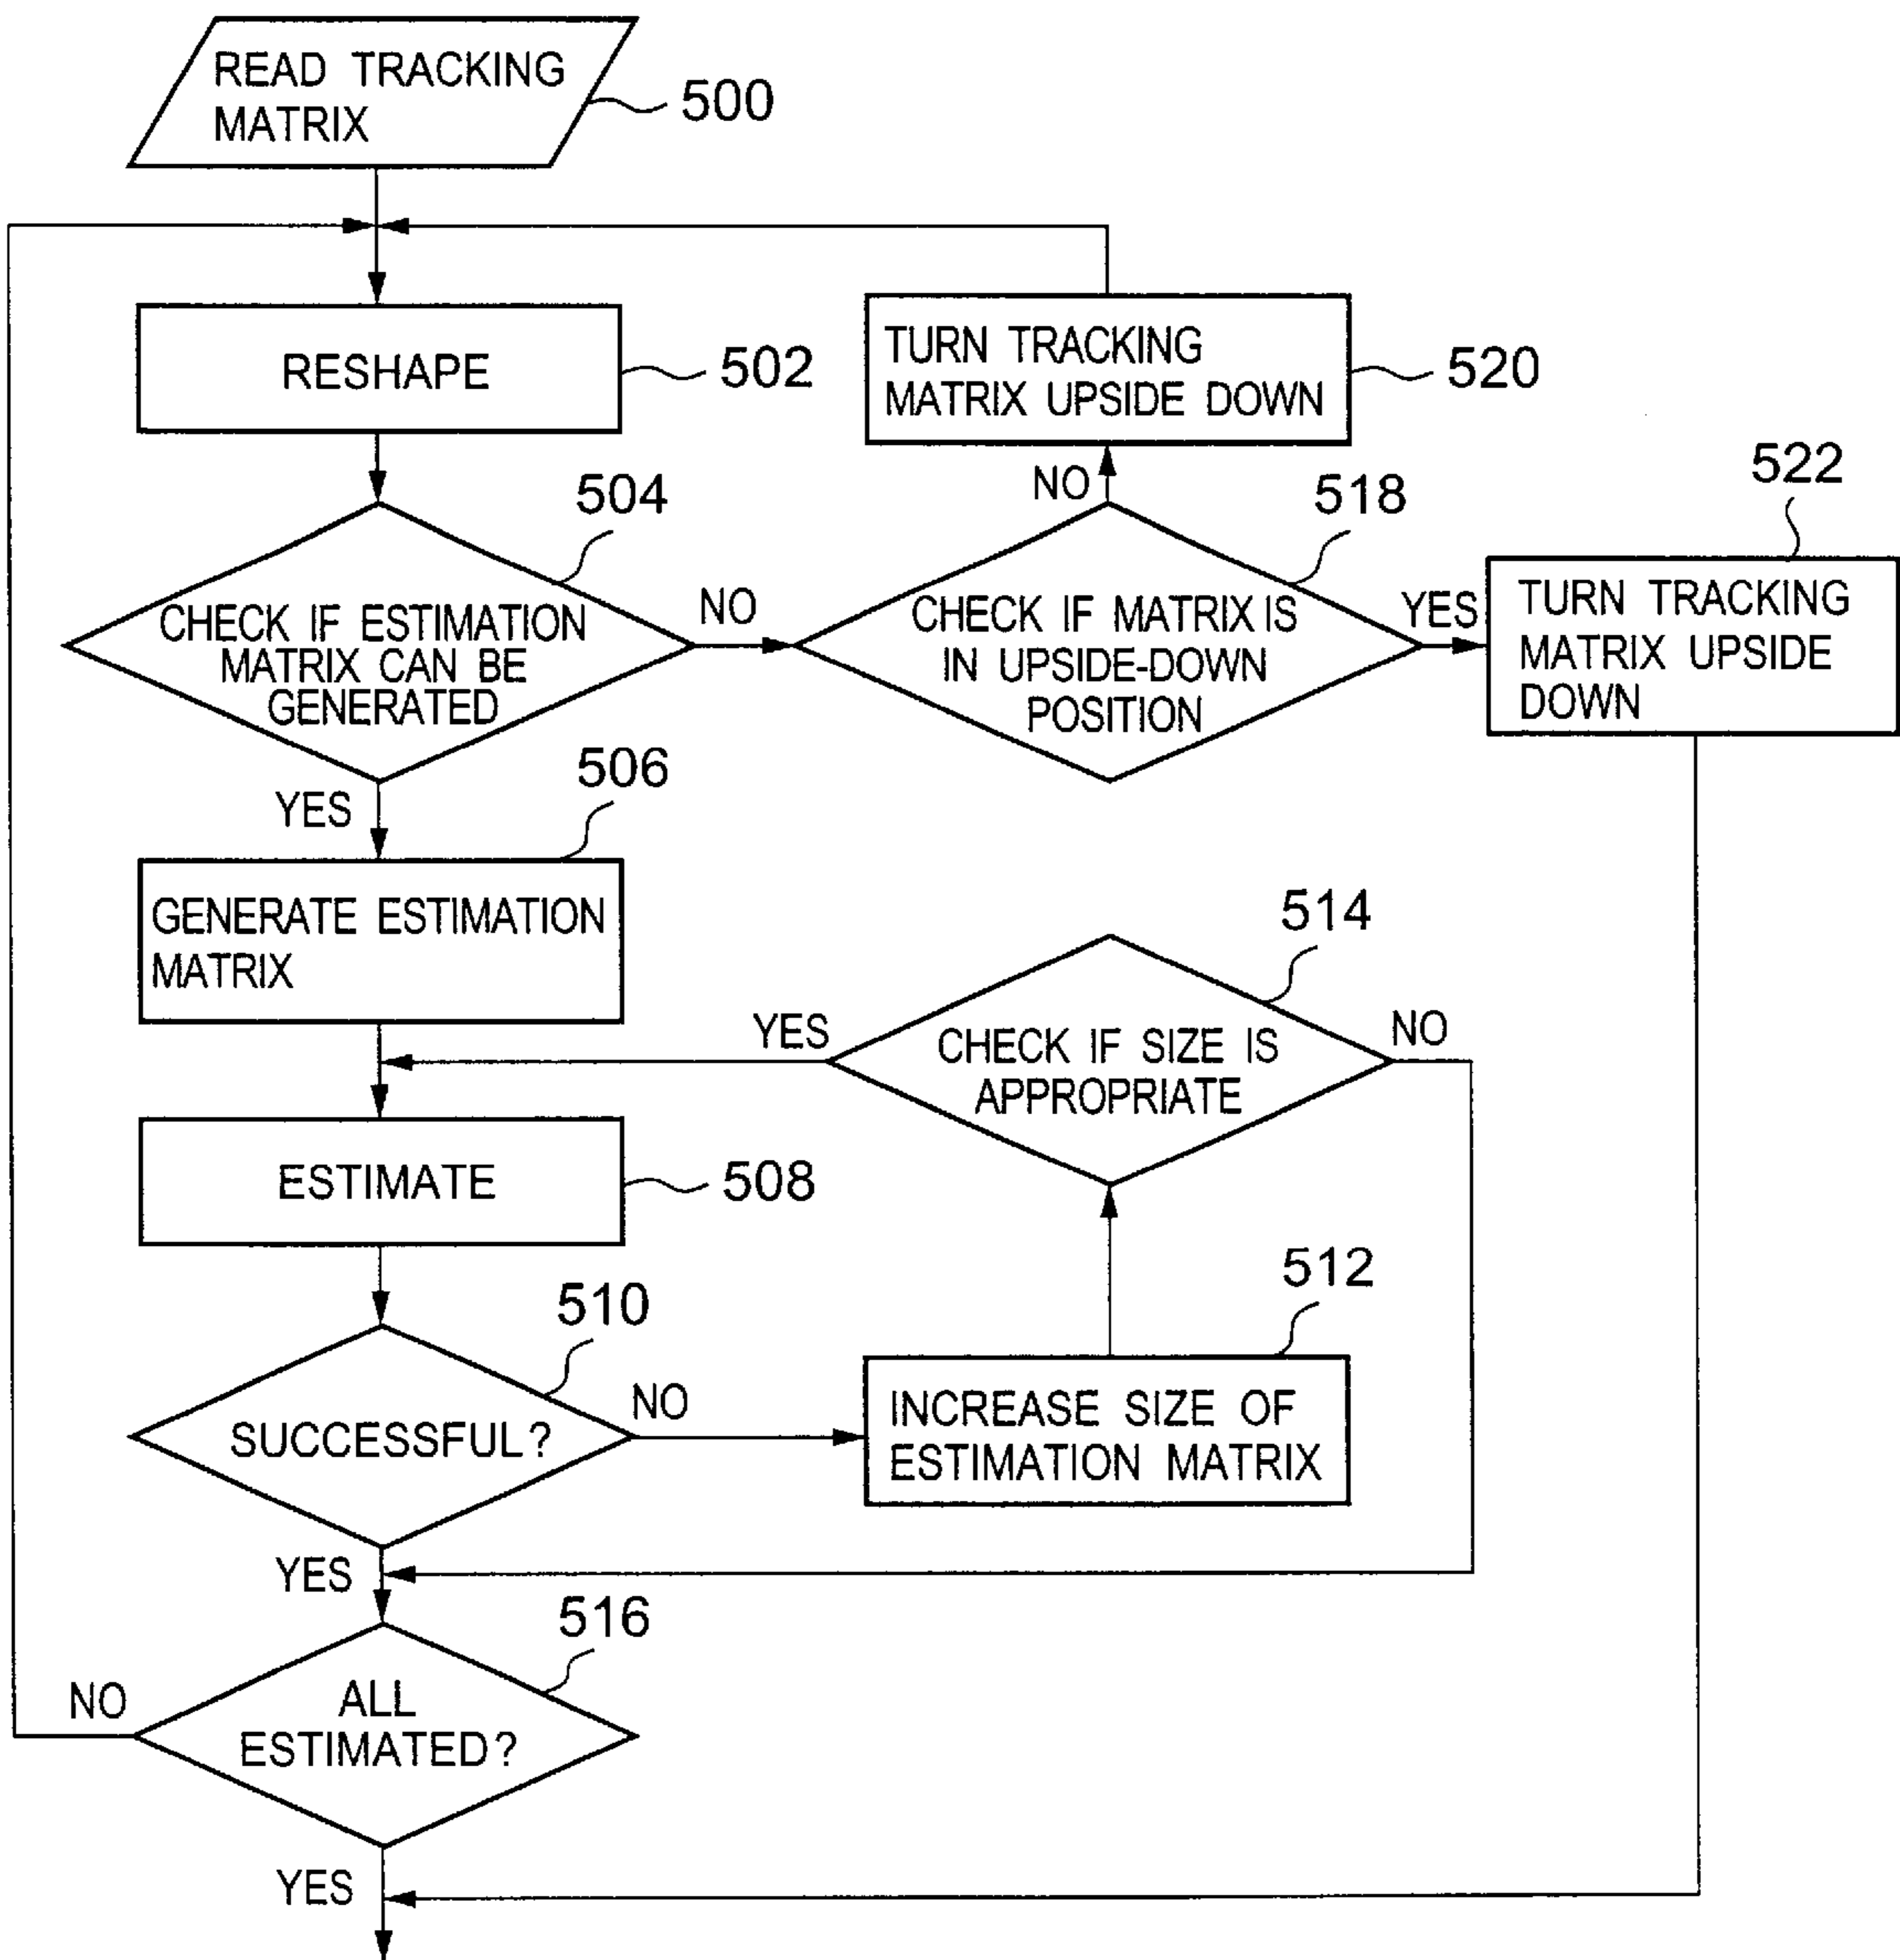 READ TRACKING
MATRIX
500
RESHAPE
502
TURN TRACKING
MATRIX UPSIDE DOWN
520
504
CHECK IF ESTIMATION
MATRIX CAN BE
GENERATED
NO
YES
NO
518
CHECK IF MATRIX IS
IN UPSIDE-DOWN
POSITION
YES
522
TURN TRACKING
MATRIX UPSIDE
DOWN
506
GENERATE ESTIMATION
MATRIX
514
CHECK IF SIZE IS
APPROPRIATE
YES
NO
ESTIMATE
508
510
SUCCESSFUL?
NO
YES
512
INCREASE SIZE OF
ESTIMATION MATRIX
516
ALL
ESTIMATED?
NO
YES